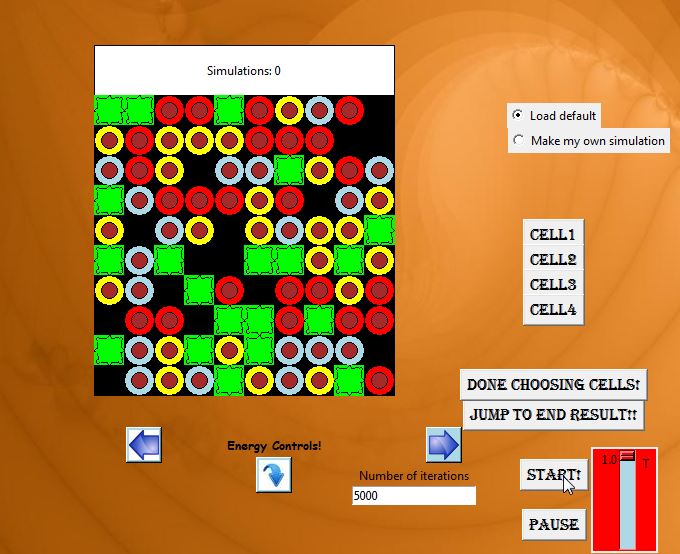 Simulations: 0
Load default
Make my own simulation
CELL1
CELL2
CELL3
CELL4
DONE CHOOSING CELLS!
JUMP TO END RESULT!!
Energy Controls!
Number of iterations
5000
START!
1.0 T
PAUSE